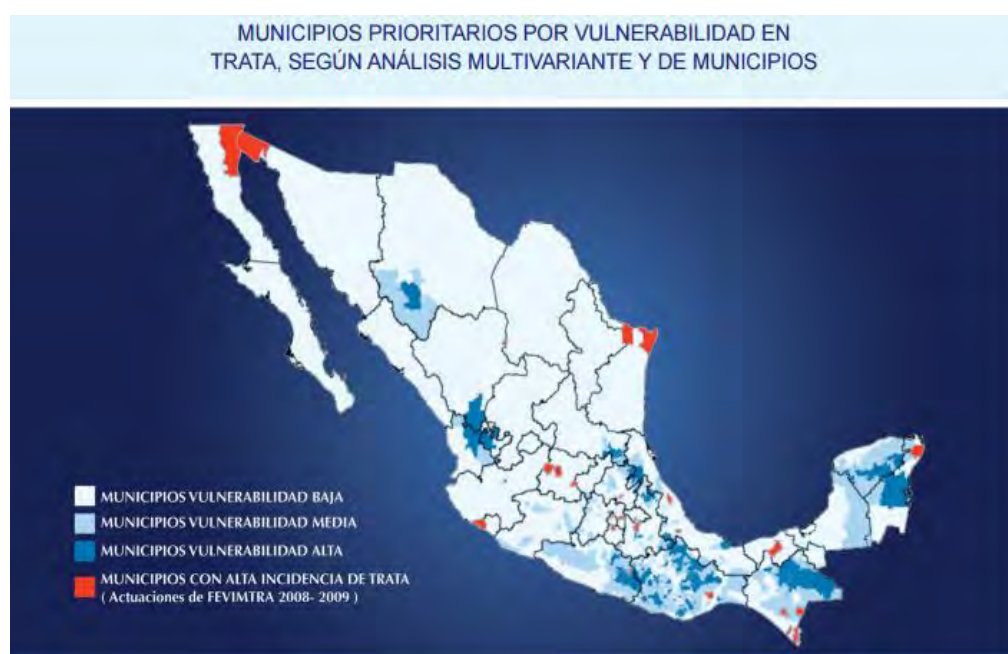 MUNICIPIOS PRIORITARIOS POR VULNERABILIDAD EN
TRATA, SEGÚN ANÁLISIS MULTIVARIANTE Y DE MUNICIPIOS
MUNICIPIOS VULNERABILIDAD BAJA
MUNICIPIOS VULNERABILIDAD MEDIA
MUNICIPIOS VULNERABILIDAD ALTA
MUNICIPIOS CON ALTA INCIDENCIA DE TRATA
( Actuaciones de FEVIMTRA 2008- 2009 )